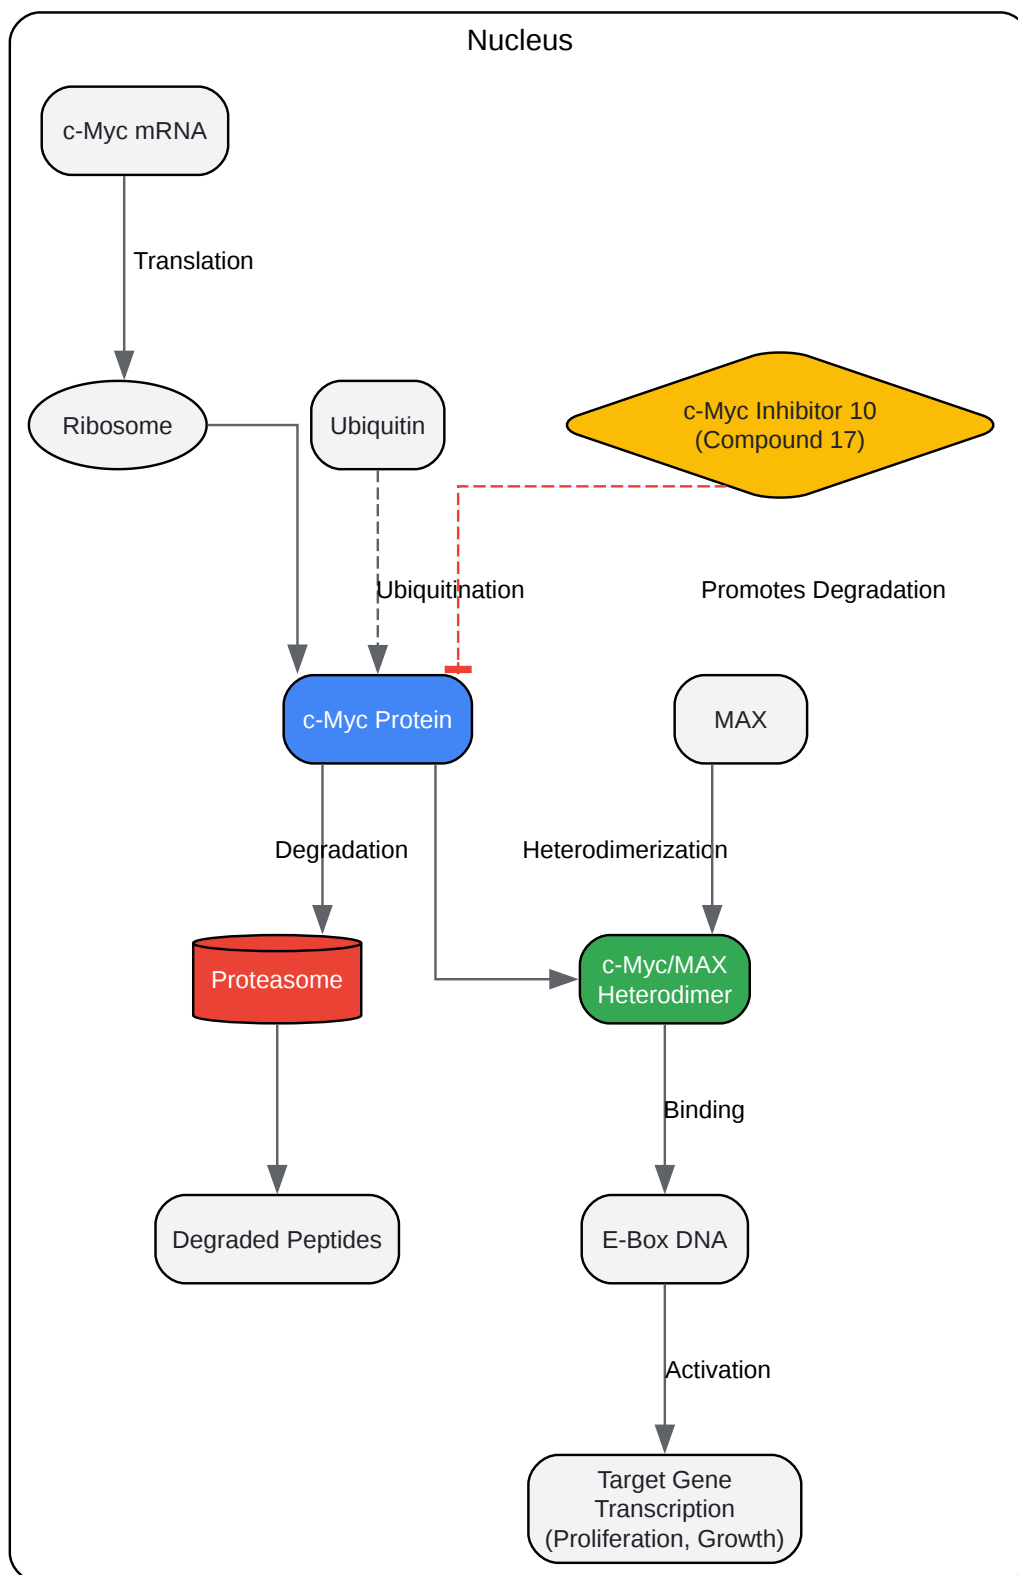 Nucleus
c-Myc mRNA
Translation
Ribosome
Ubiquitin
c-Myc Inhibitor 10
(Compound 17)
Ubiquitination
Promotes Degradation
c-Myc Protein
MAX
Degradation
Heterodimerization
Proteasome
c-Myc/MAX
Heterodimer
Binding
Degraded Peptides
E-Box DNA
Activation
Target Gene
Transcription
(Proliferation, Growth)